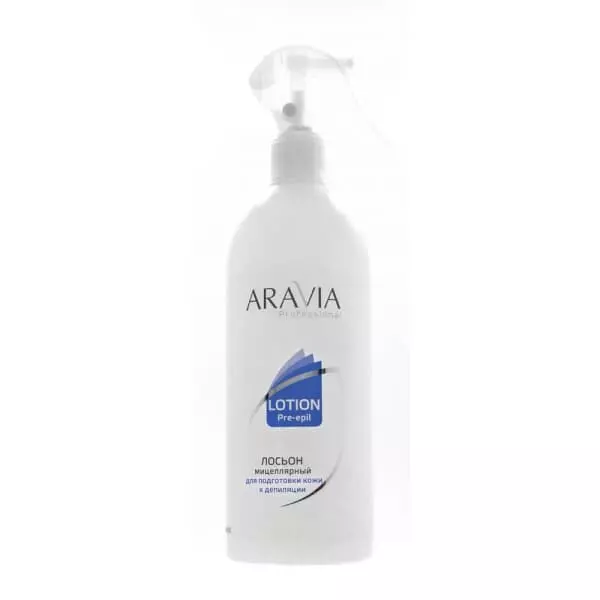 ARAVIA
Professional
LOTION
Pre-epil
ЛОСЬОН
мицеллярный
для подготовки кожи
к депиляции